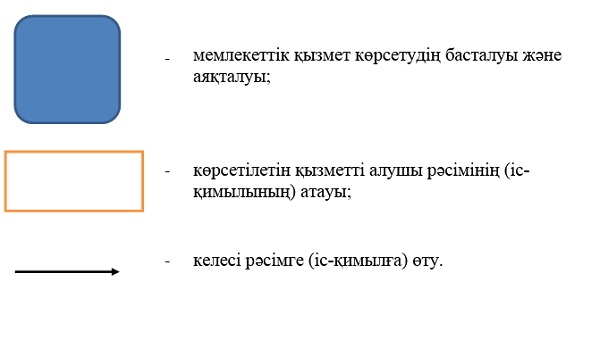 - мемлекеттік қызмет көрсетудің басталуы және
аяқталуы;
- көрсетілетін қызметті алушы рәсімінің (іс-
қимылының) атауы;
- келесі рәсімге (іс-қимылға) өту.